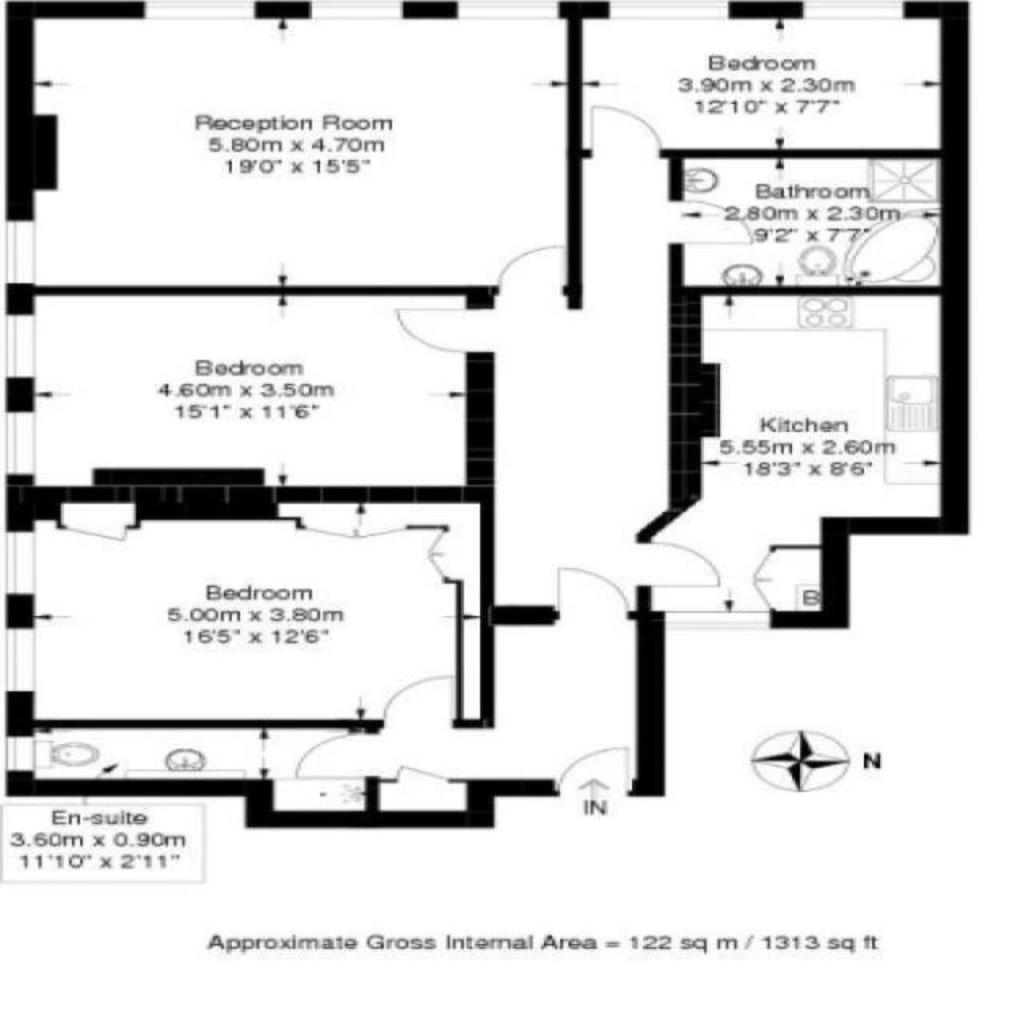 Reception Room
5.80m x 4.70m
19'0" x 15'5"
Bedroom
3.90m x 2.30m
12'10" x 7'7"
Bathroom
2.80m x 2.30m
9'2" x 7'7"
Bedroom
4.60m x 3.50m
15'1" x 11'6"
Kitchen
5.55m x 2.60m
18'3" x 8'6"
Bedroom
5.00m x 3.80m
16'5" x 12'6"
B
N
IN
En-suite
3.60m x 0.90m
11'10" x 2'11"
Approximate Gross Internal Area = 122 sq m / 1313 sq ft